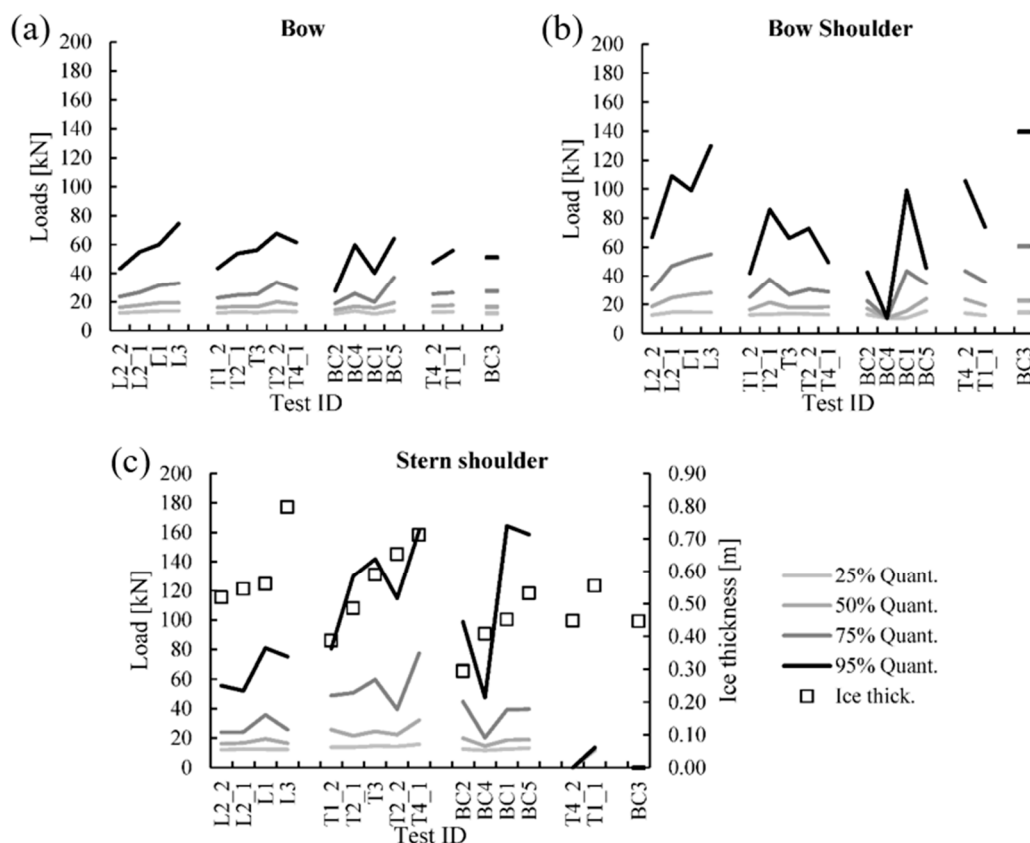 (a)
Bow
200
180
160
140
120
100
80
60
40
20
0
Loads [kN]
L2_2
L2_1
L1
L3
T1_2
T2_1
T3
T2_2
T4_1
BC2
BC4
BC1
BC5
T4_2
T1_1
BC3
Test ID
(b)
Bow Shoulder
200
180
160
140
120
100
80
60
40
20
0
Load [kN]
L2_2
L2_1
L1
L3
T1_2
T2_1
T3
T2_2
T4_1
BC2
BC4
BC1
BC5
T4_2
T1_1
BC3
Test ID
(c)
Stern shoulder
200
180
160
140
120
100
80
60
40
20
0
Load [kN]
0.90
0.80
0.70
0.60
0.50
0.40
0.30
0.20
0.10
0.00
Ice thickness [m]
L2_2
L2_1
L1
L3
T1_2
T2_1
T3
T2_2
T4_1
BC2
BC4
BC1
BC5
T4_2
T1_1
BC3
Test ID
25% Quant.
50% Quant.
75% Quant.
95% Quant.
Ice thick.